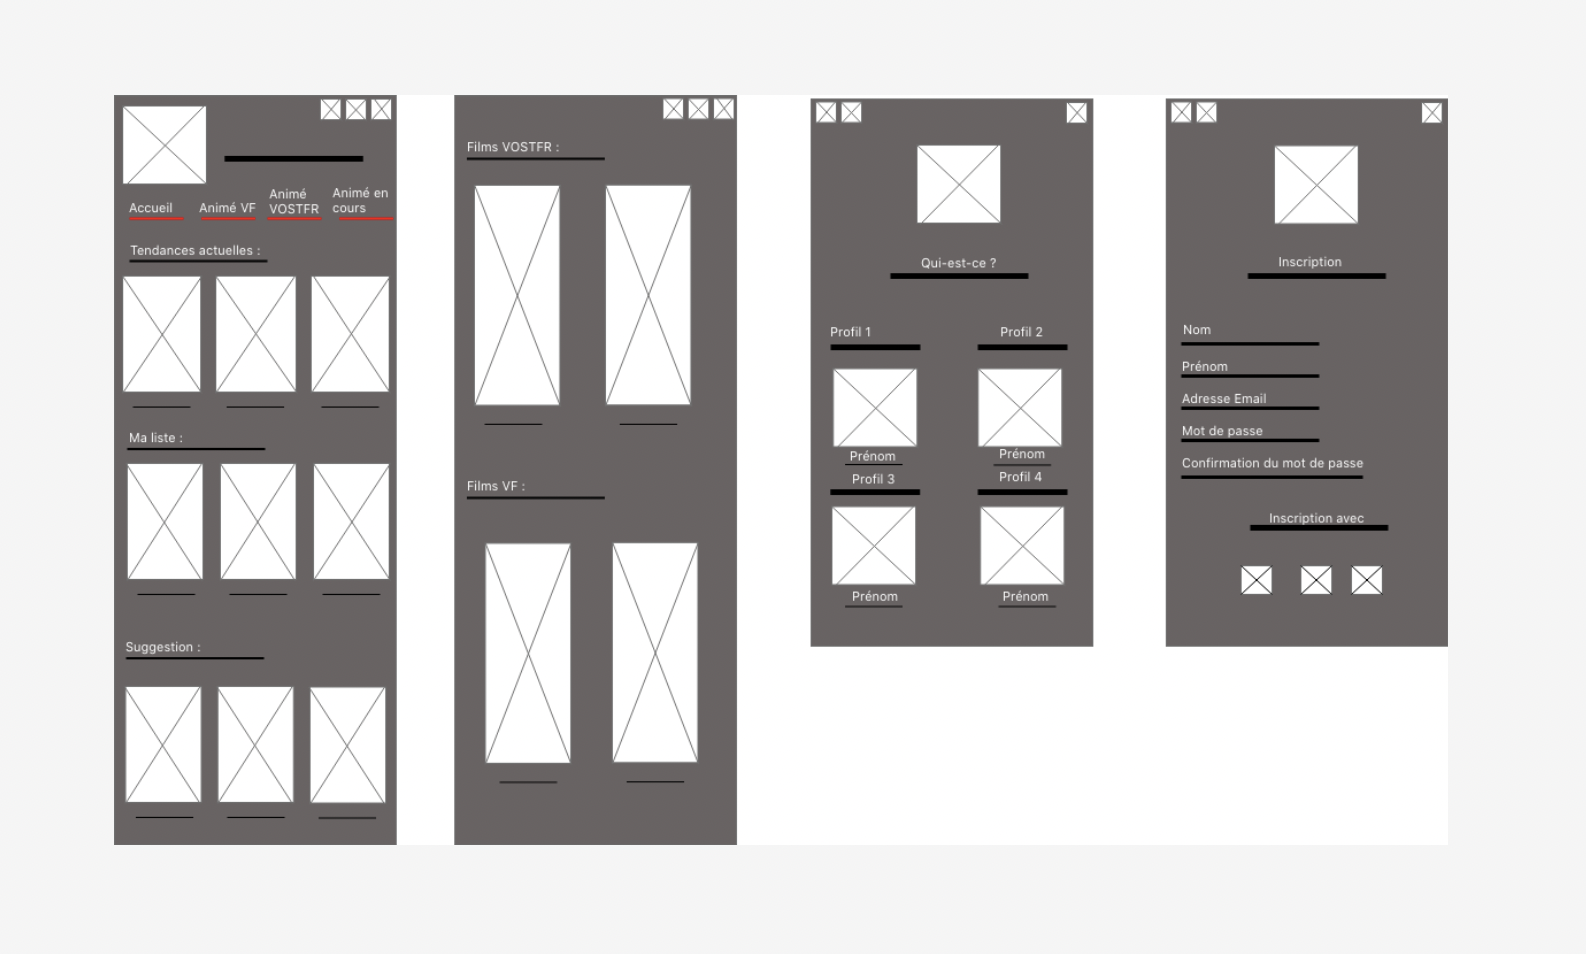 Accueil
Animé VF
Animé
VOSTFR
Animé en
cours
Tendances actuelles :
Ma liste :
Suggestion :
Films VOSTFR :
Films VF :
Qui-est-ce ?
Profil 1
Profil 2
Prénom
Prénom
Profil 3
Profil 4
Prénom
Prénom
Inscription
Nom
Prénom
Adresse Email
Mot de passe
Confirmation du mot de passe
Inscription avec